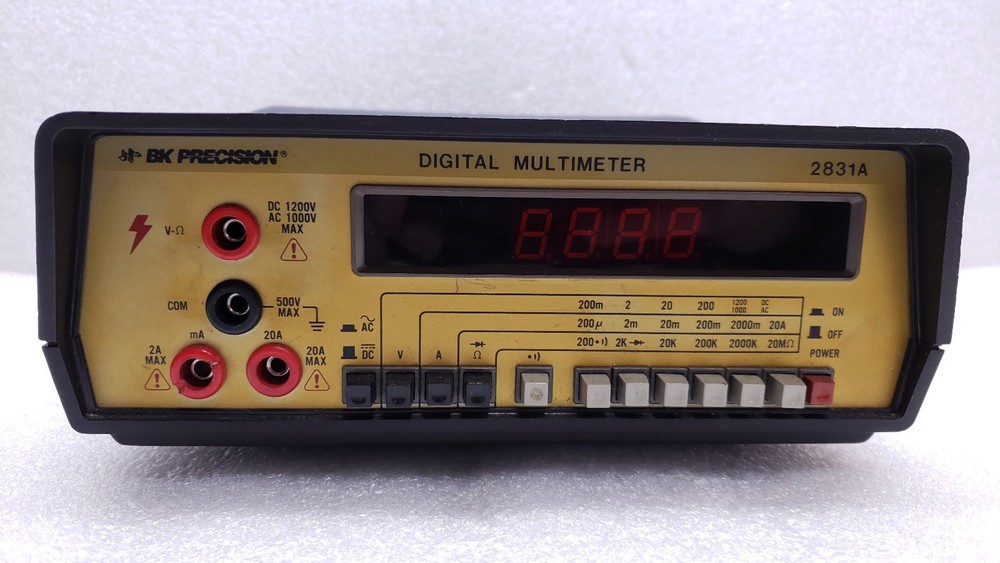 BK PRECISION®
DIGITAL MULTIMETER
2831A
V-Ω
DC 1200V
AC 1000V
MAX
COM
500V
MAX
mA
20A
2A
MAX
20A
MAX
AC
DC
V
A
Ω
200m 2 20 200 1200 DC
1000 AC
200µ 2m 20m 200m 2000m 20A
200 2K 20K 200K 2000K 20MΩ
ON
OFF
POWER
8888